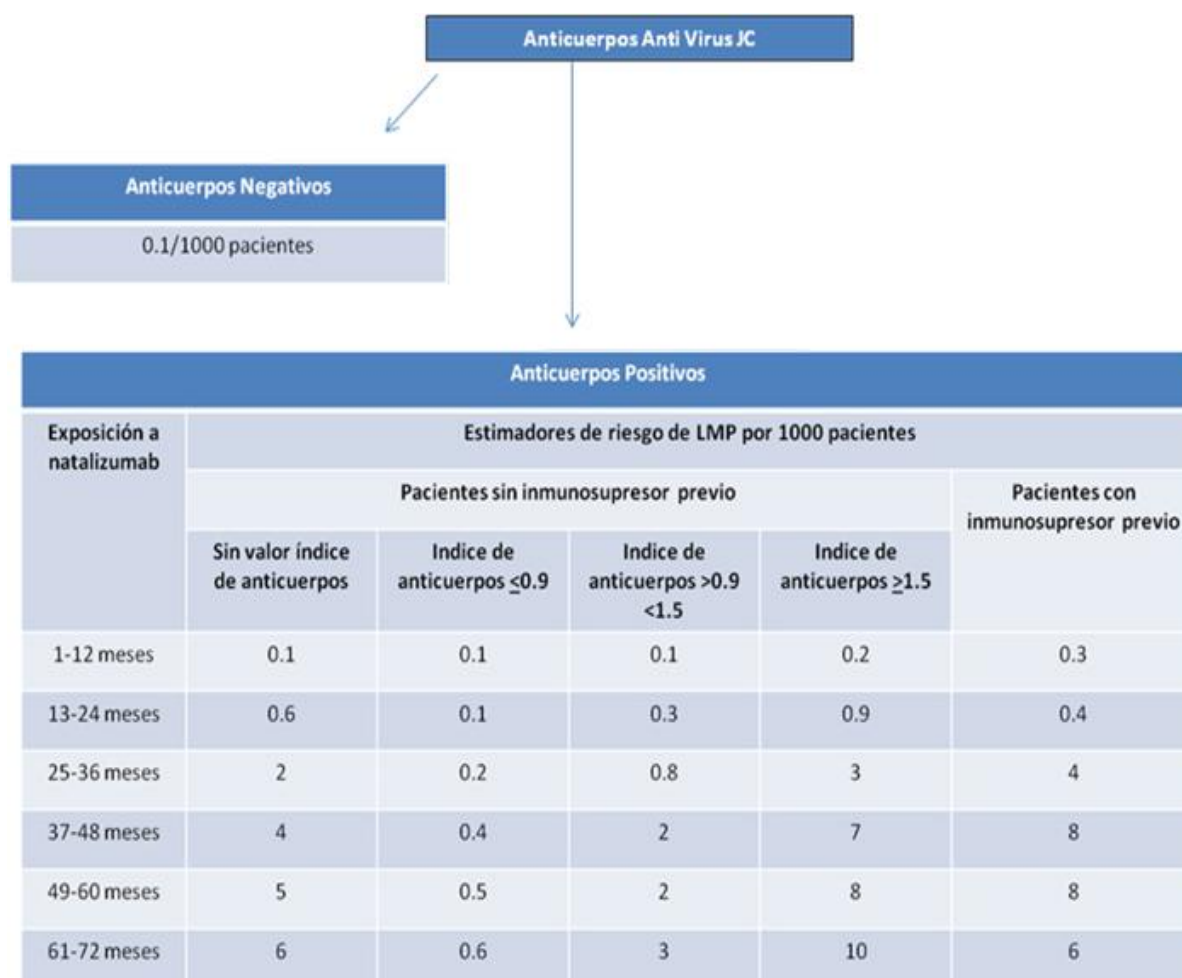 Anticuerpos Anti Virus JC
Anticuerpos Negativos
0.1/1000 pacientes
Anticuerpos Positivos
Exposición a
natalizumab
Estimadores de riesgo de LMP por 1000 pacientes
Pacientes sin inmunosupresor previo
Pacientes con
inmunosupresor previo
Sin valor índice
de anticuerpos
Indice de
anticuerpos ≤0.9
Indice de
anticuerpos >0.9
<1.5
Indice de
anticuerpos ≥1.5
1-12 meses 0.1 0.1 0.1 0.2 0.3
13-24 meses 0.6 0.1 0.3 0.9 0.4
25-36 meses 2 0.2 0.8 3 4
37-48 meses 4 0.4 2 7 8
49-60 meses 5 0.5 2 8 8
61-72 meses 6 0.6 3 10 6